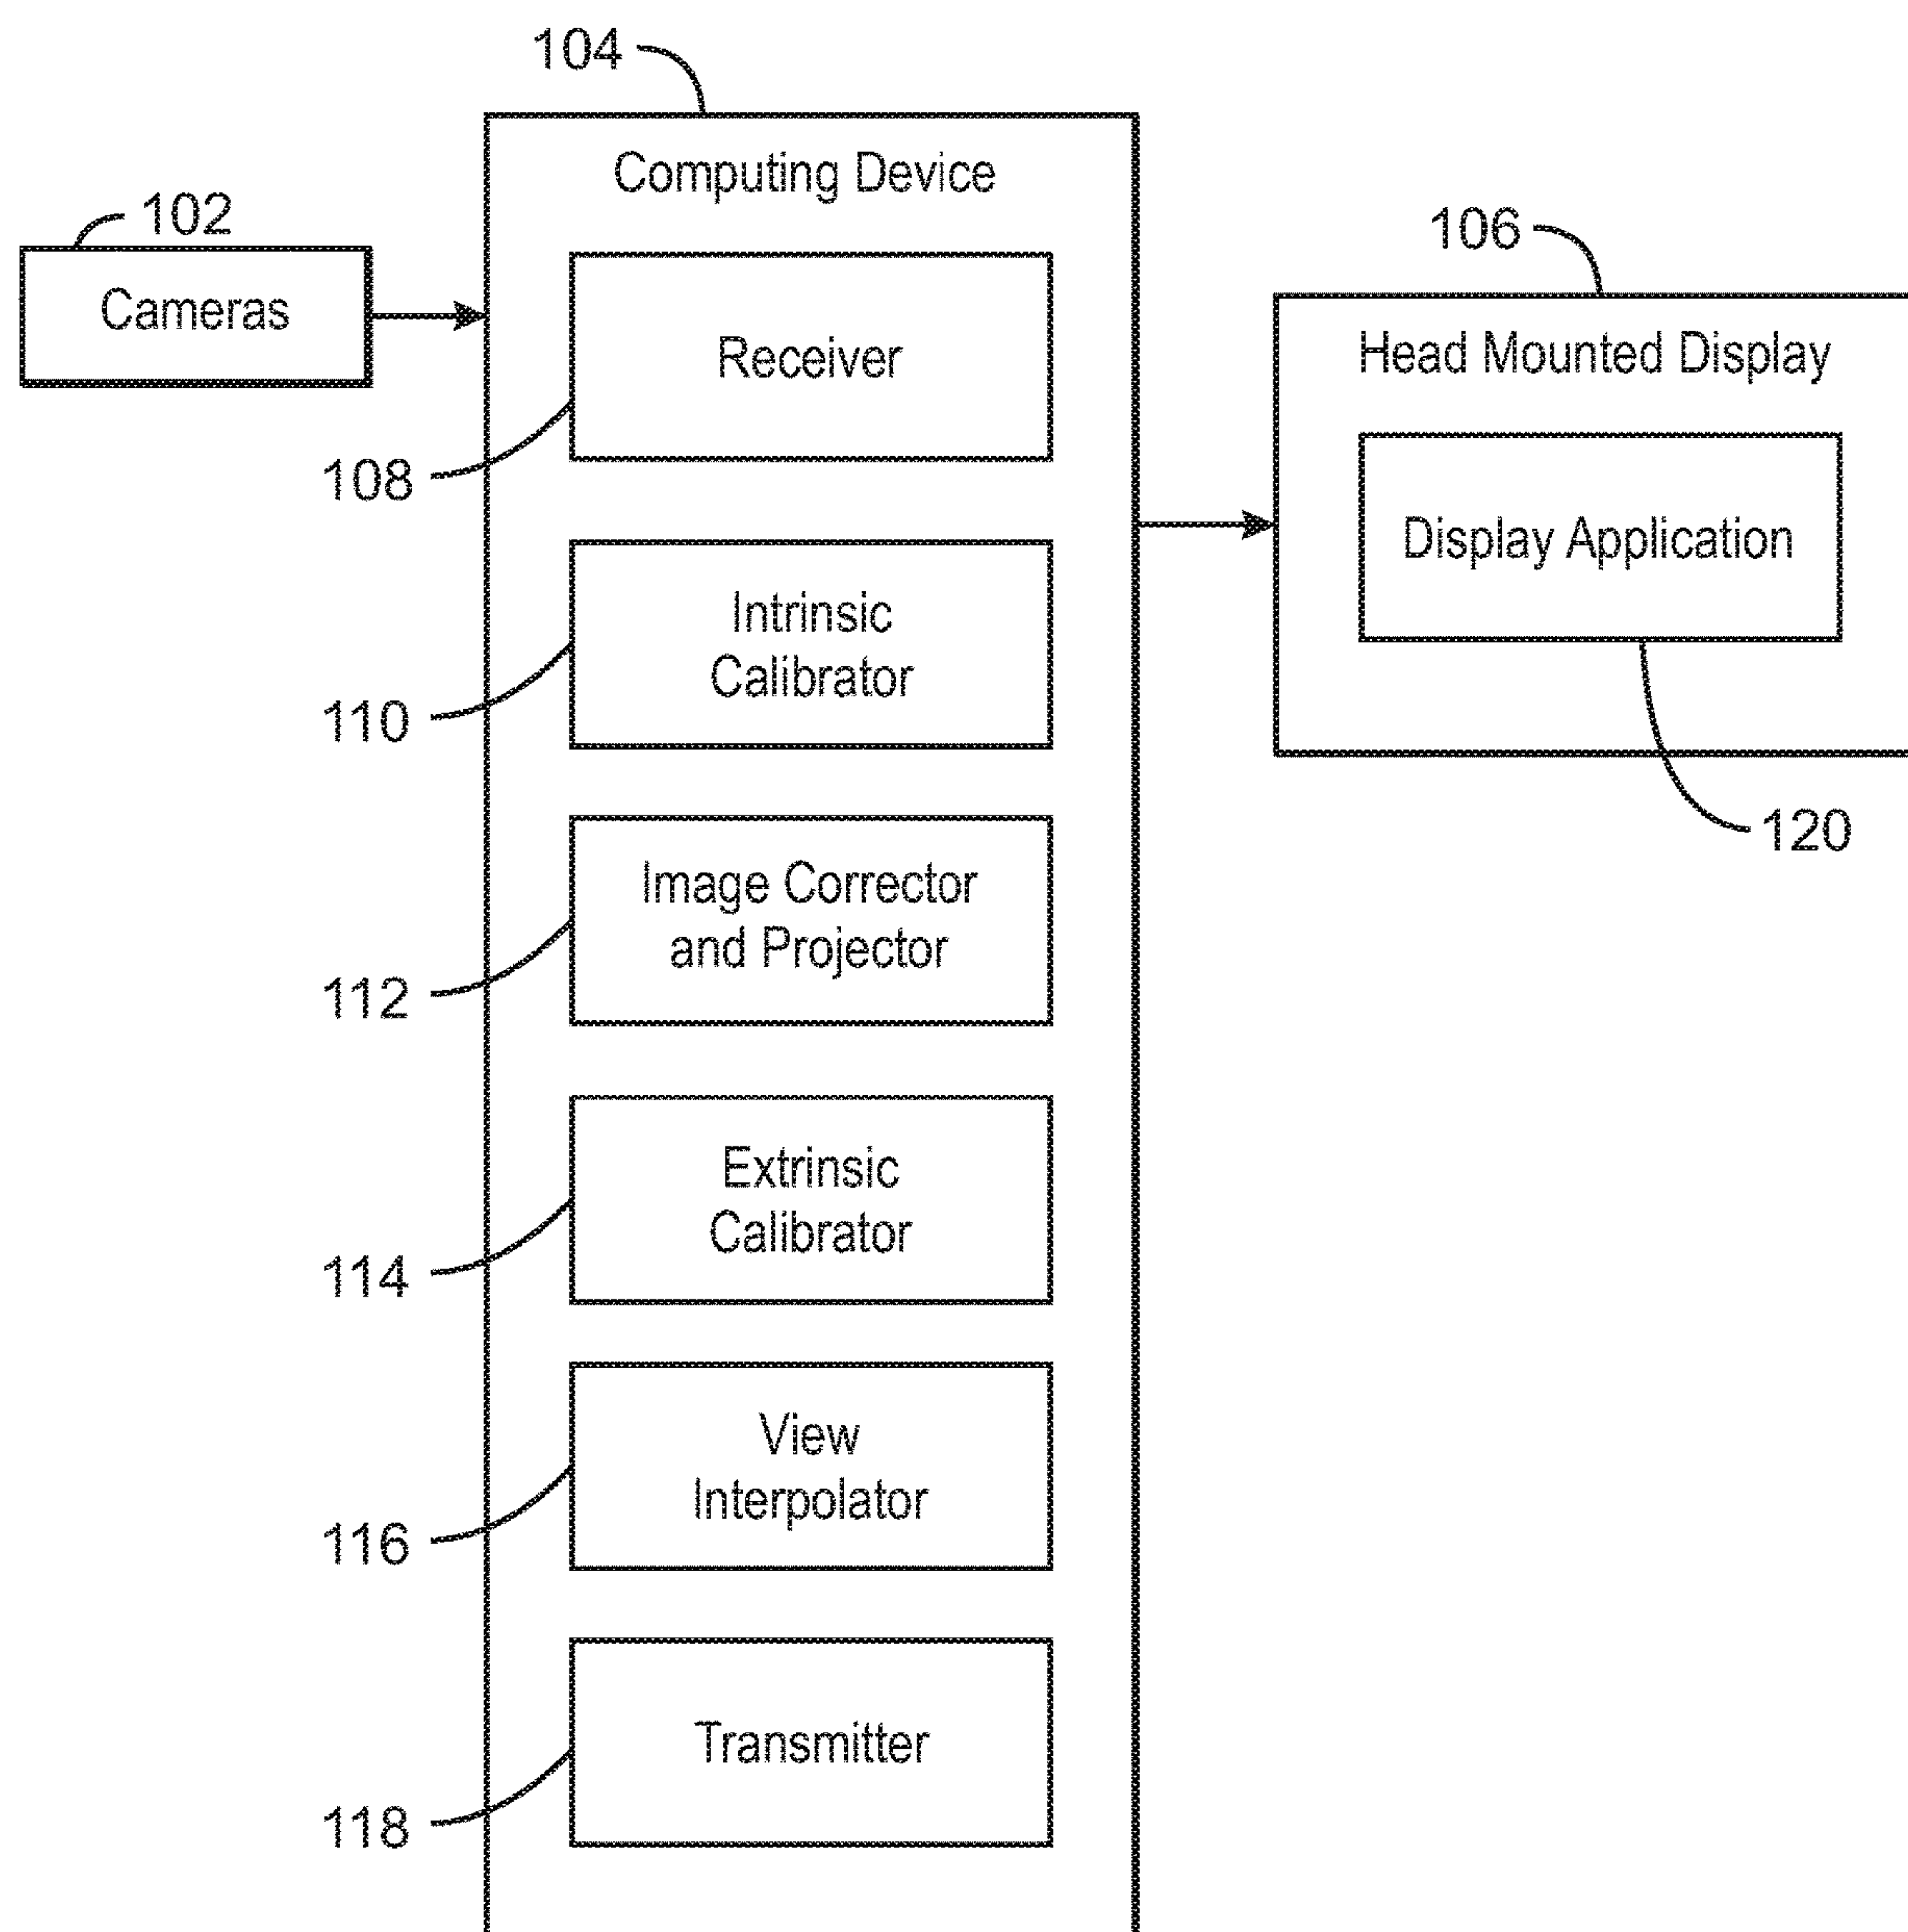 104
Computing Device
102
Cameras
106
Head Mounted Display
Receiver
108
Display Application
Intrinsic
Calibrator
110
120
Image Corrector
and Projector
112
Extrinsic
Calibrator
114
View
Interpolator
116
Transmitter
118